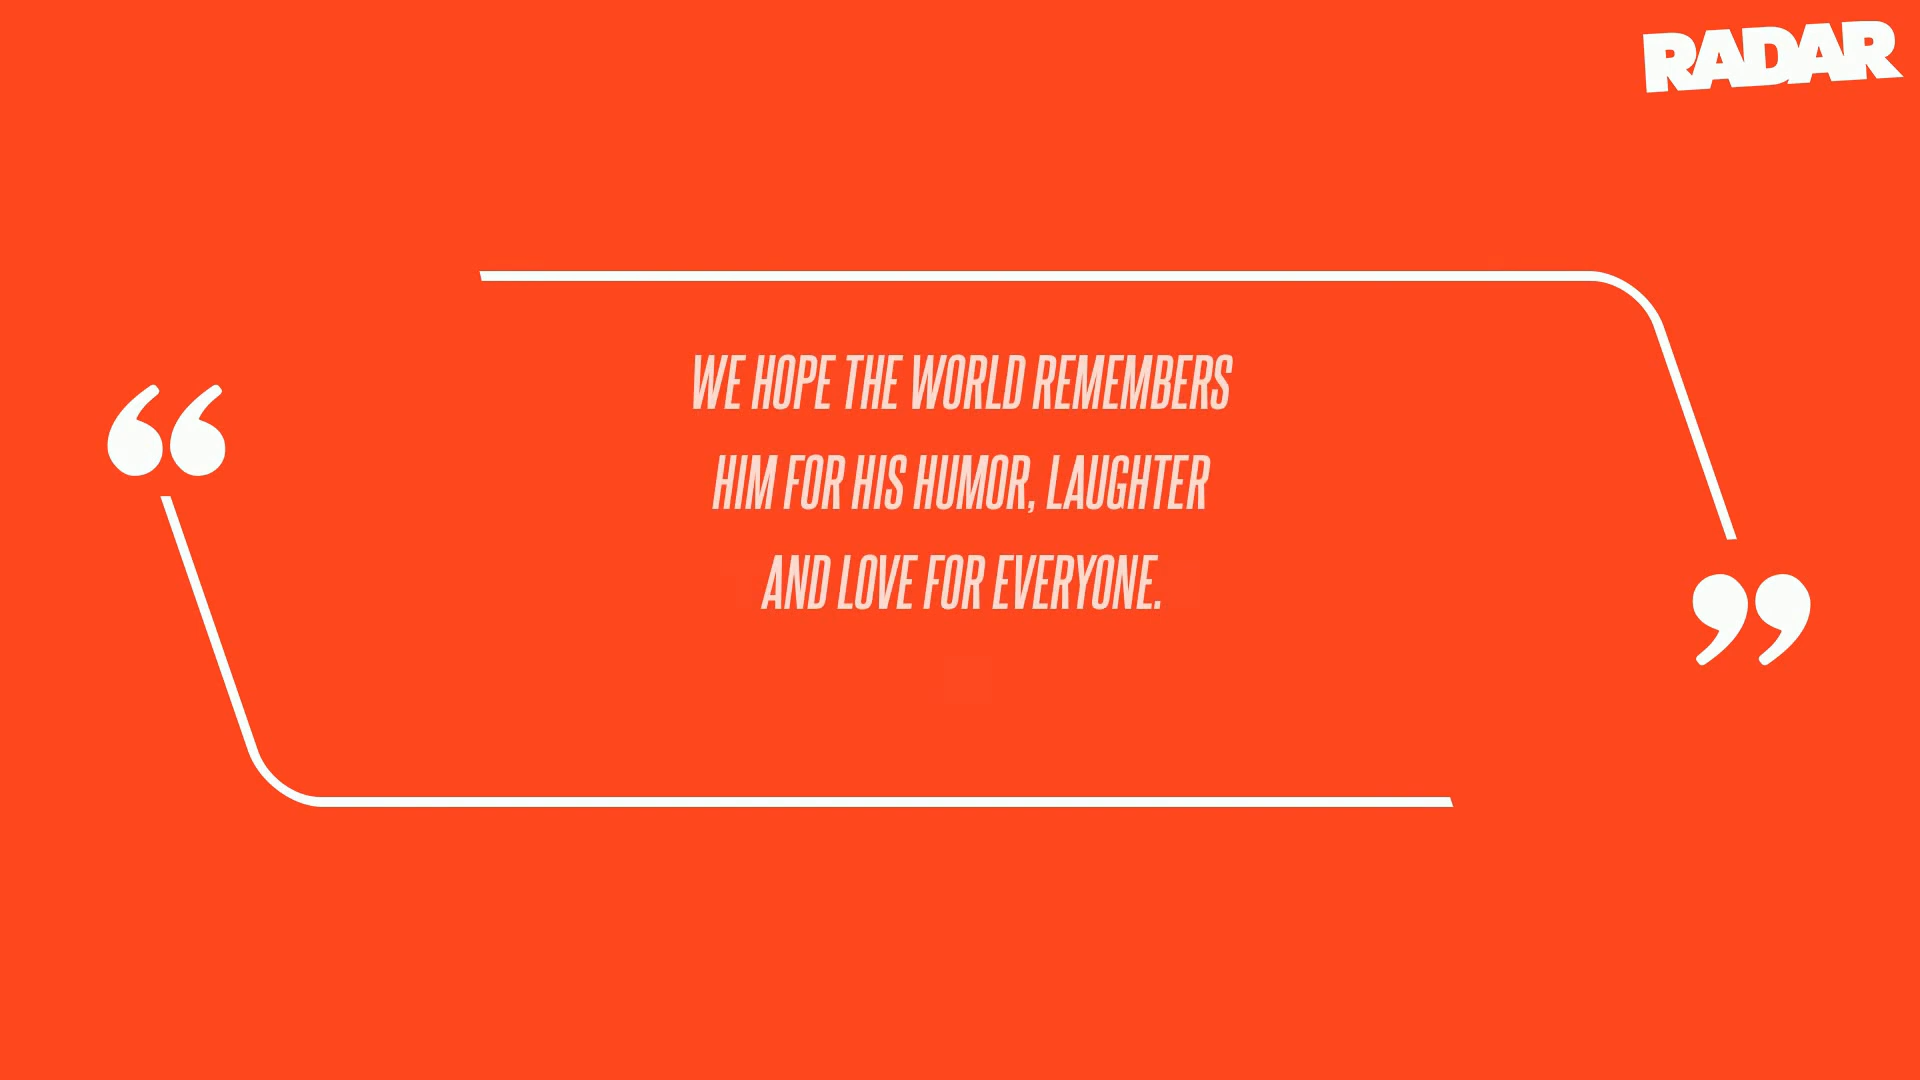 RADAR
WE HOPE THE WORLD REMEMBERS
HIM FOR HIS HUMOR, LAUGHTER
AND LOVE FOR EVERYONE.